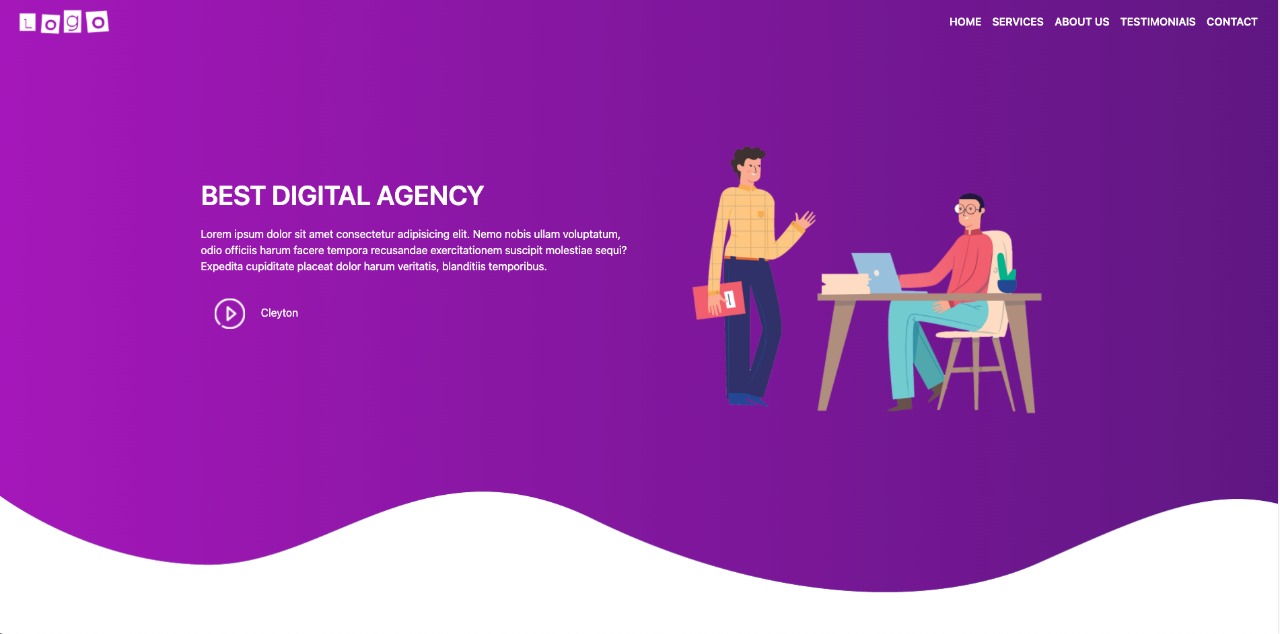 Logo
HOME SERVICES ABOUT US TESTIMONIAIS CONTACT
BEST DIGITAL AGENCY
Lorem ipsum dolor sit amet consectetur adipisicing elit. Nemo nobis ullam voluptatum,
odio officiis harum facere tempora recusandae exercitationem suscipit molestiae sequi?
Expedita cupiditate placeat dolor harum veritatis, blanditiis temporibus.
Cleyton